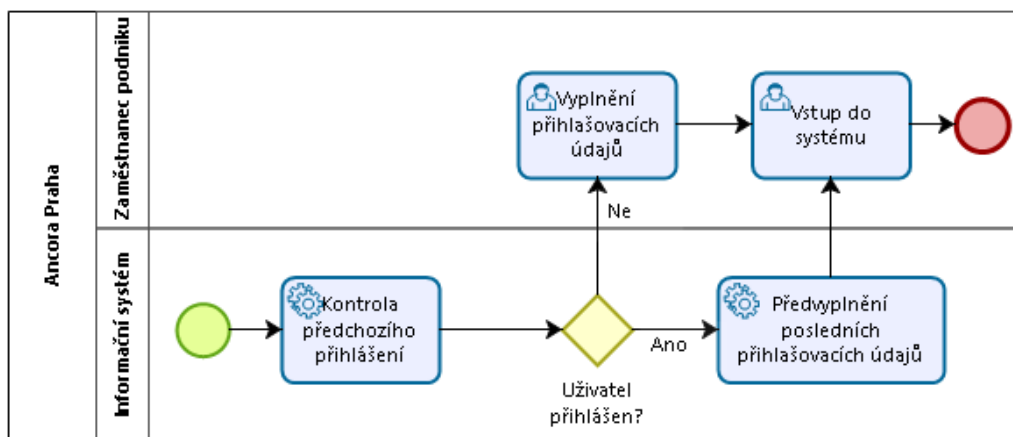 Ancora Praha
Zaměstnanec podniku
Vyplnění
přihlašovacích
údajů
Vstup do
systému
Ne
Informační systém
Kontrola
předchozího
přihlášení
Uživatel
přihlášen?
Ano
Předvyplnění
posledních
přihlašovacích údajů